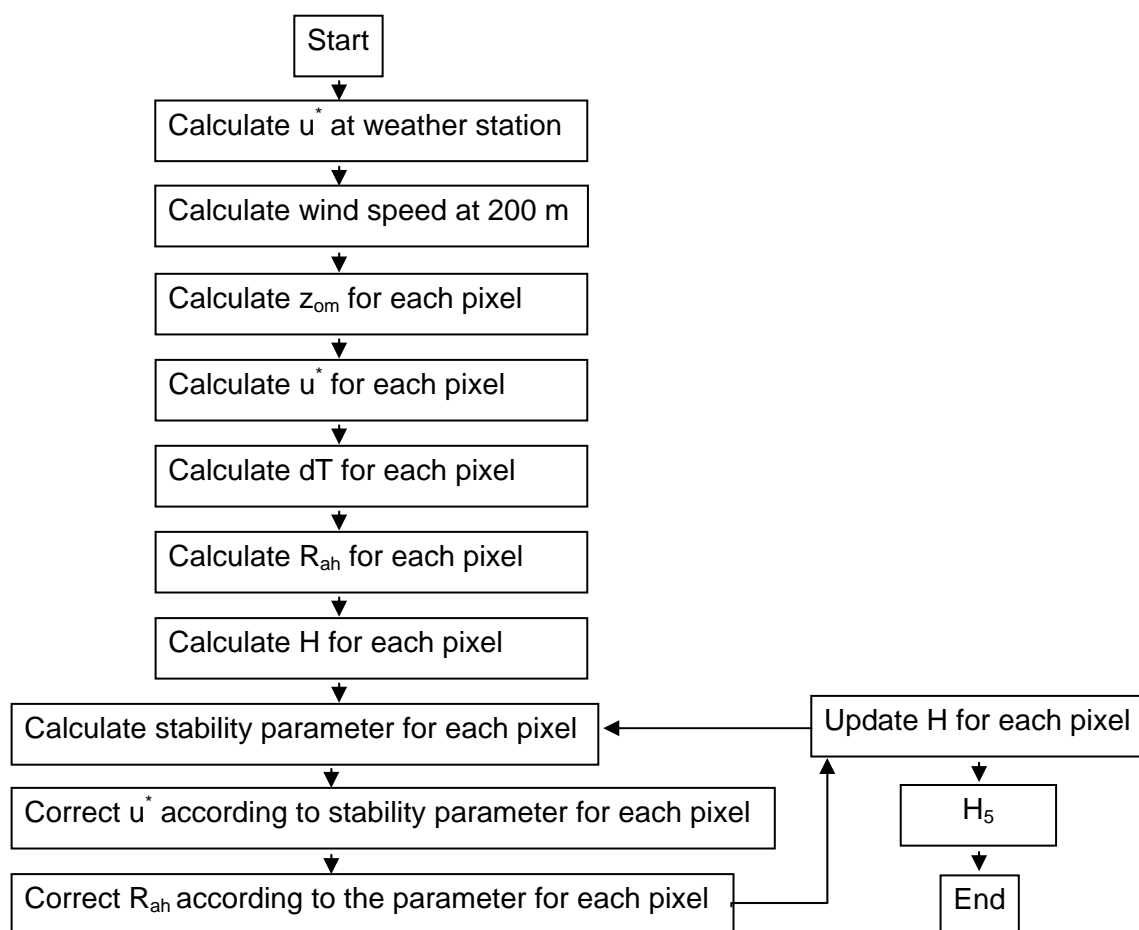 Start
Calculate u* at weather station
Calculate wind speed at 200 m
Calculate zom for each pixel
Calculate u* for each pixel
Calculate dT for each pixel
Calculate Rah for each pixel
Calculate H for each pixel
Calculate stability parameter for each pixel
Update H for each pixel
Correct u* according to stability parameter for each pixel
H5
Correct Rah according to the parameter for each pixel
End